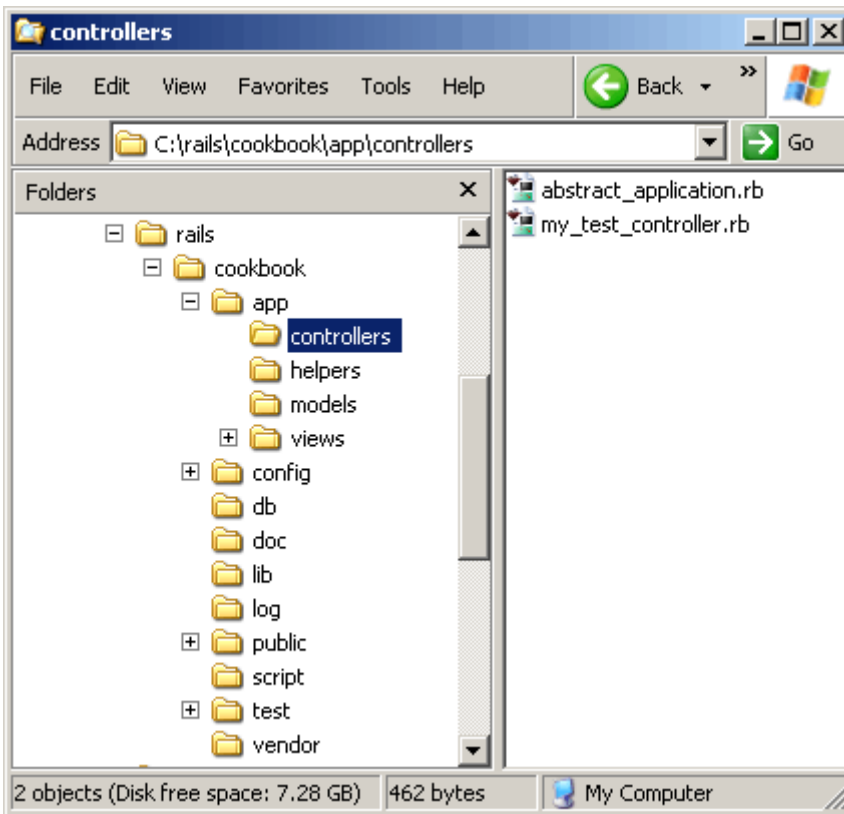 controllers
File Edit View Favorites Tools Help Back »
Address C:\rails\cookbook\app\controllers Go
Folders
rails
cookbook
app
controllers
helpers
models
views
config
db
doc
lib
log
public
script
test
vendor
abstract_application.rb
my_test_controller.rb
2 objects (Disk free space: 7.28 GB) 462 bytes My Computer